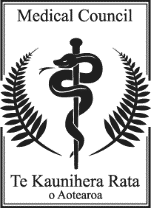 Medical Council
Te Kaunihera Rata
o Aotearoa